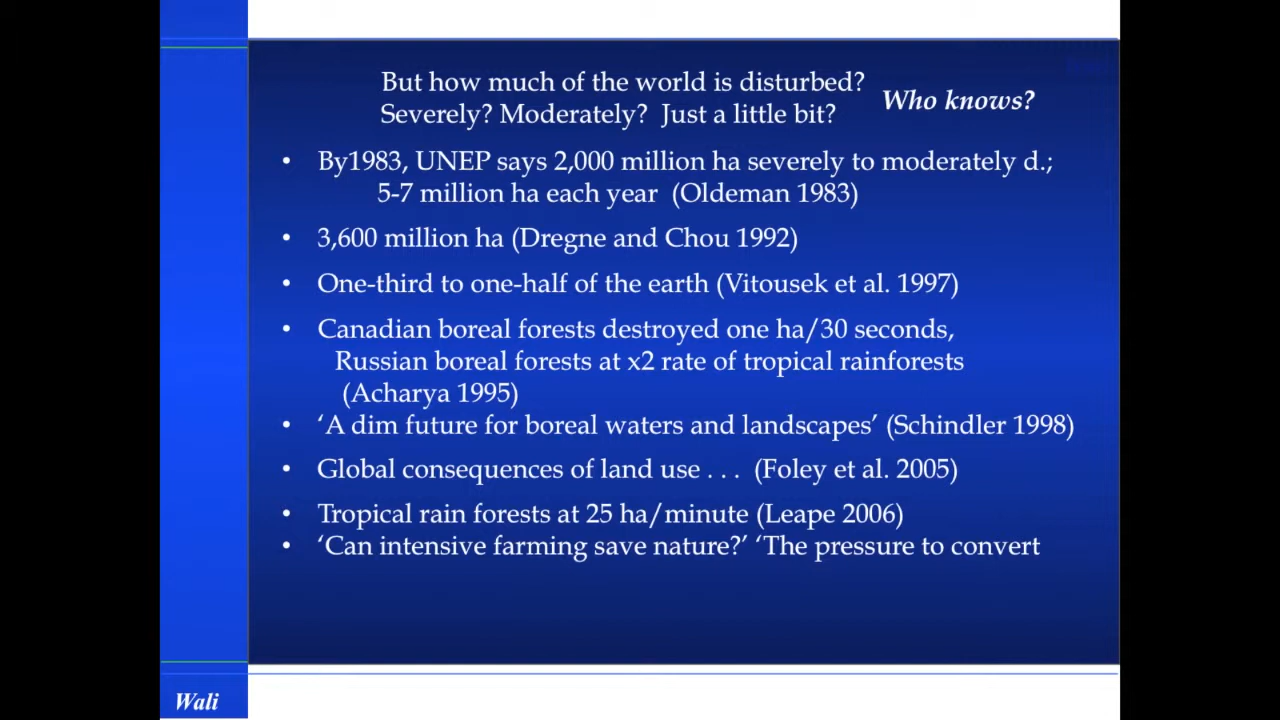 But how much of the world is disturbed?
Severely? Moderately? Just a little bit?
Who knows?
• By1983, UNEP says 2,000 million ha severely to moderately d.;
5-7 million ha each year (Oldeman 1983)
• 3,600 million ha (Dregne and Chou 1992)
• One-third to one-half of the earth (Vitousek et al. 1997)
• Canadian boreal forests destroyed one ha/30 seconds,
Russian boreal forests at x2 rate of tropical rainforests
(Acharya 1995)
• ‘A dim future for boreal waters and landscapes’ (Schindler 1998)
• Global consequences of land use . . . (Foley et al. 2005)
• Tropical rain forests at 25 ha/minute (Leape 2006)
• ‘Can intensive farming save nature?’ ‘The pressure to convert
Wali